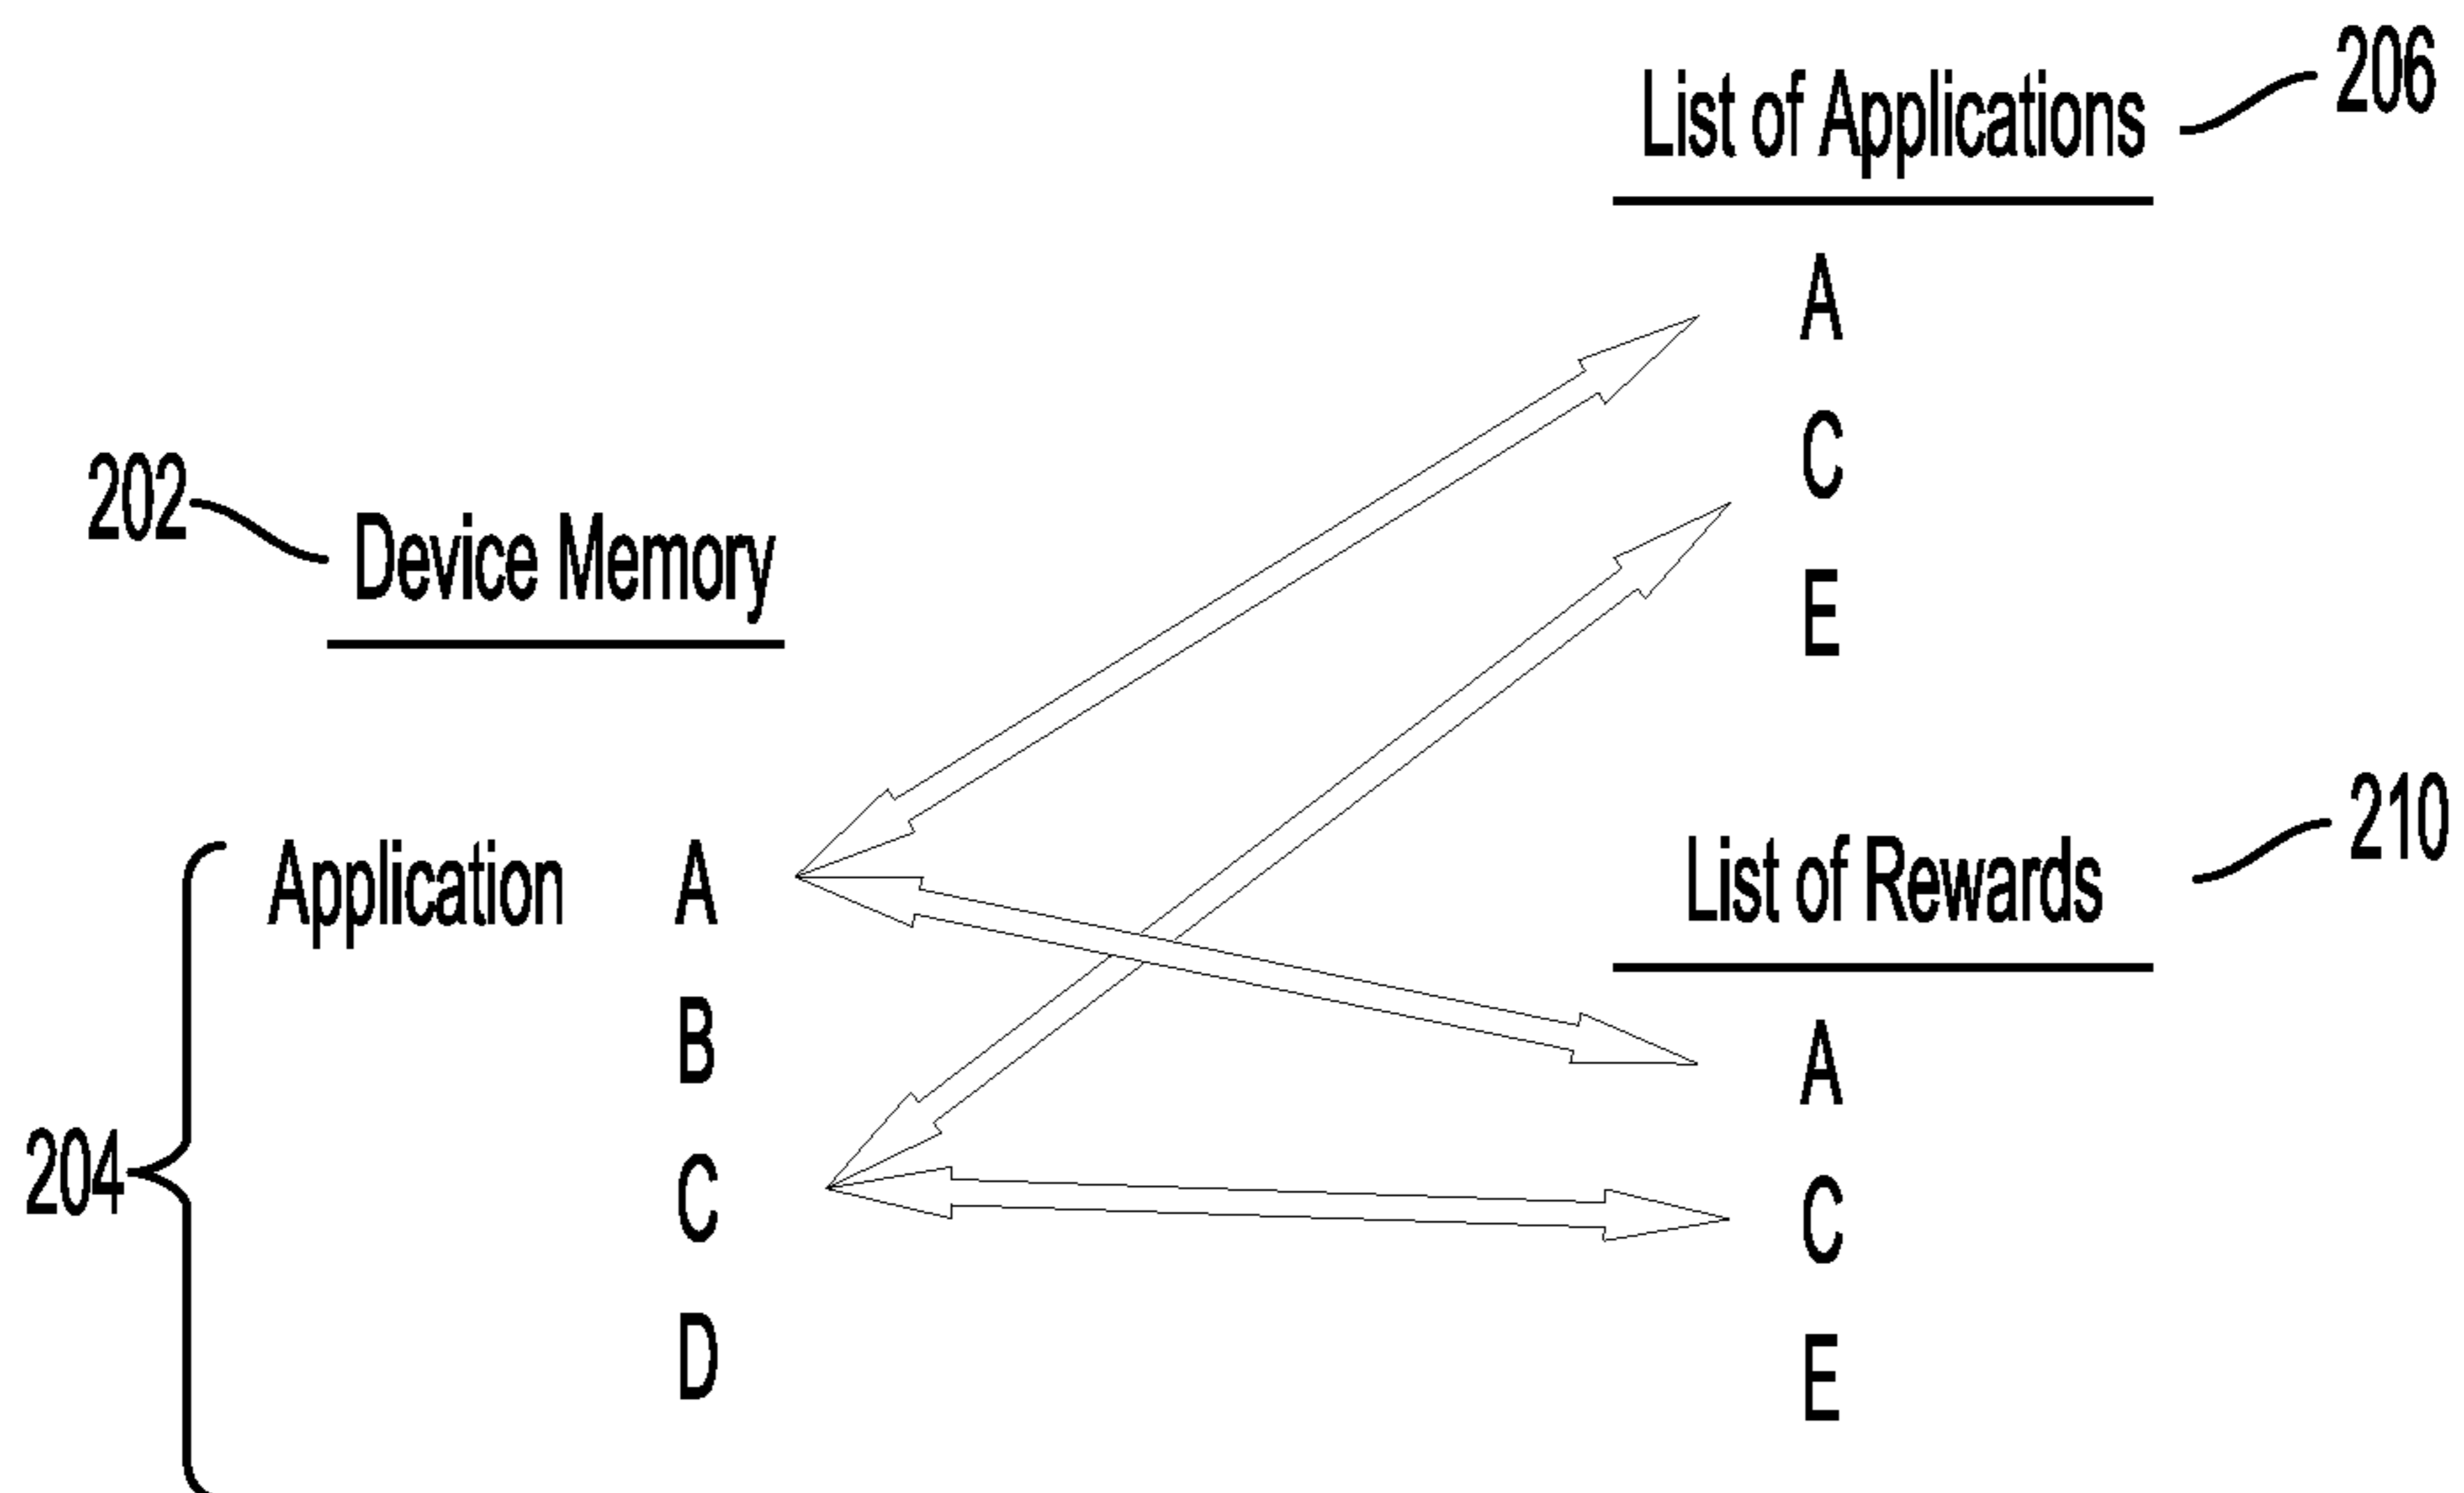 206
List of Applications
A
C
E
202
Device Memory
204
Application A
B
C
D
210
List of Rewards
A
C
E